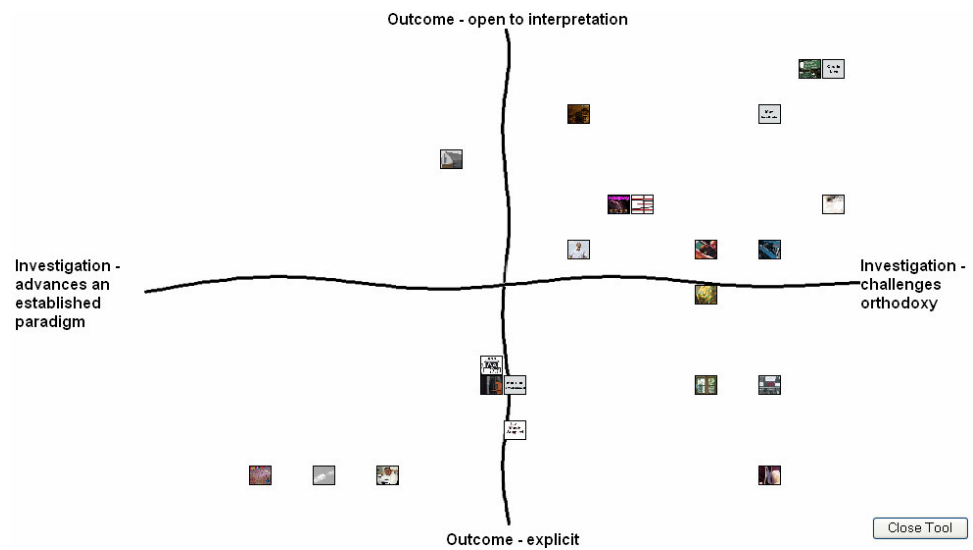 Outcome - open to interpretation
Investigation -
advances an
established
paradigm
Investigation -
challenges
orthodoxy
Outcome - explicit
Close Tool